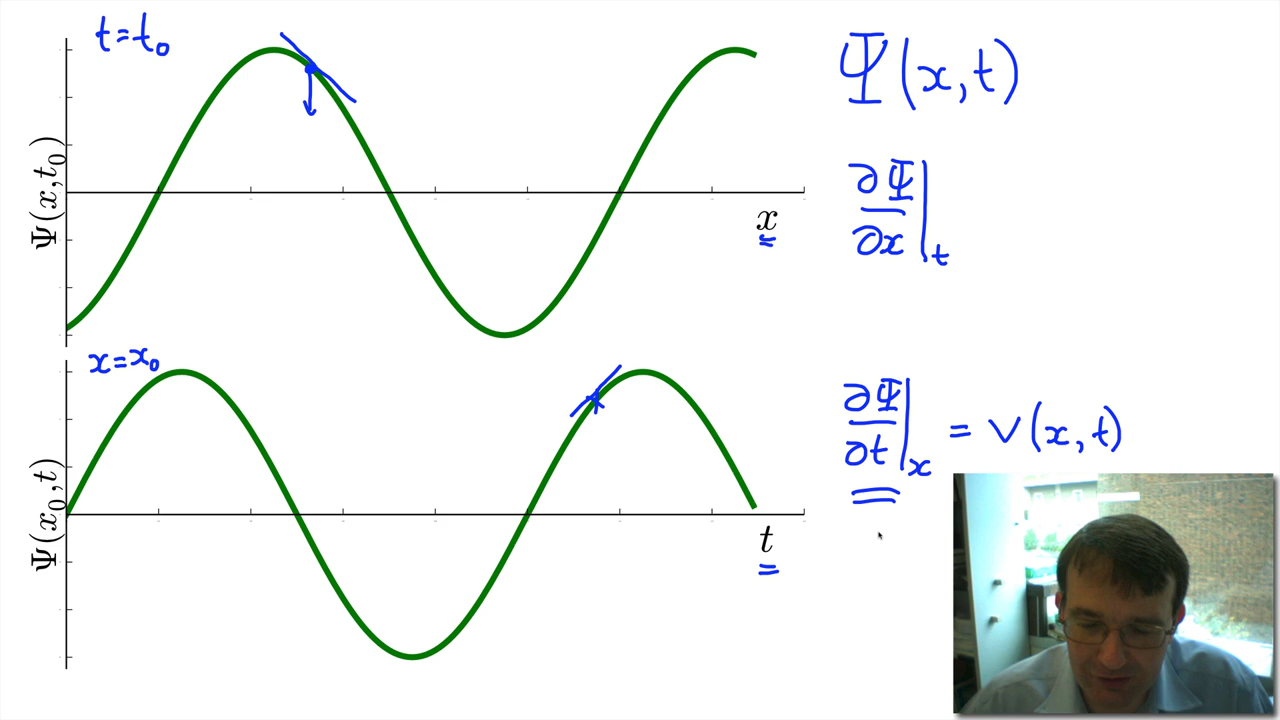 t=t₀
Ψ(x,t₀)
x
x=x₀
Ψ(x₀,t)
t
Ψ(x,t)
∂Ψ/∂x|ₜ
∂Ψ/∂t|ₓ = v(x,t)